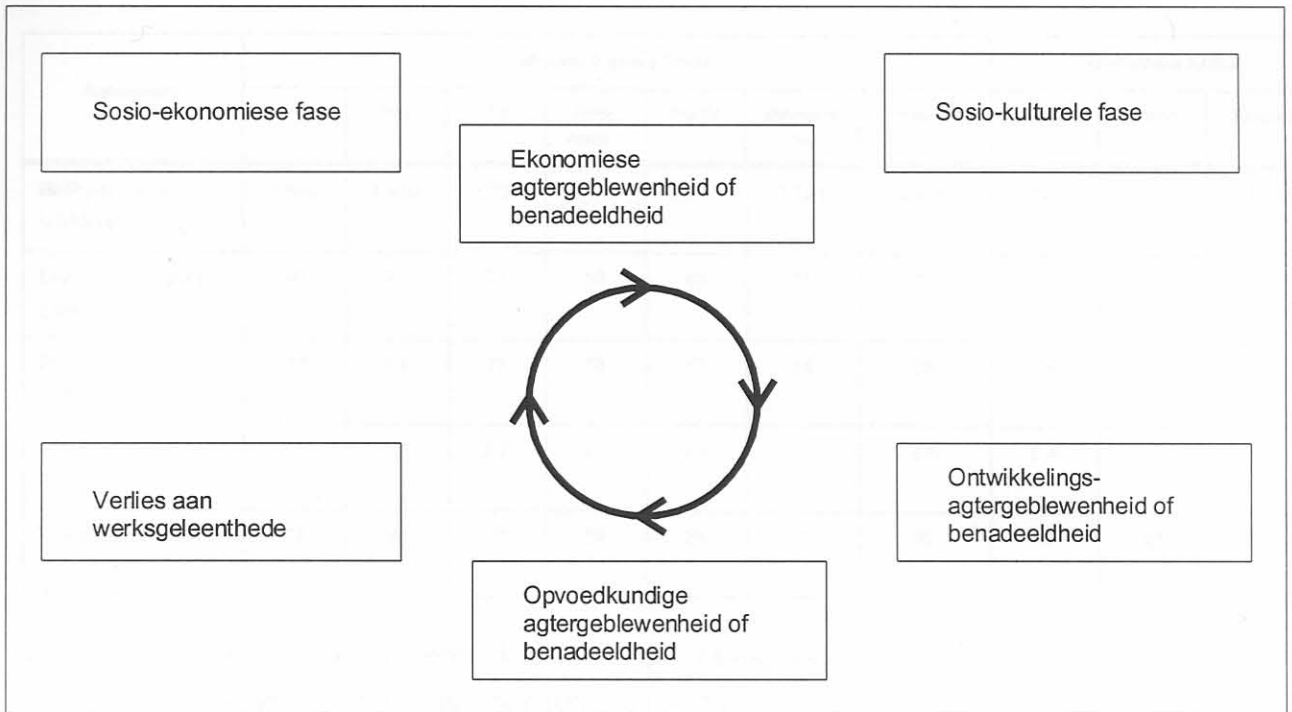 Sosio-ekonomiese fase
Sosio-kulturele fase
Ekonomiese
agtergeblewenheid of
benadeeldheid
Verlies aan
werksgeleenthede
Ontwikkelings-
agtergeblewenheid of
benadeeldheid
Opvoedkundige
agtergeblewenheid of
benadeeldheid